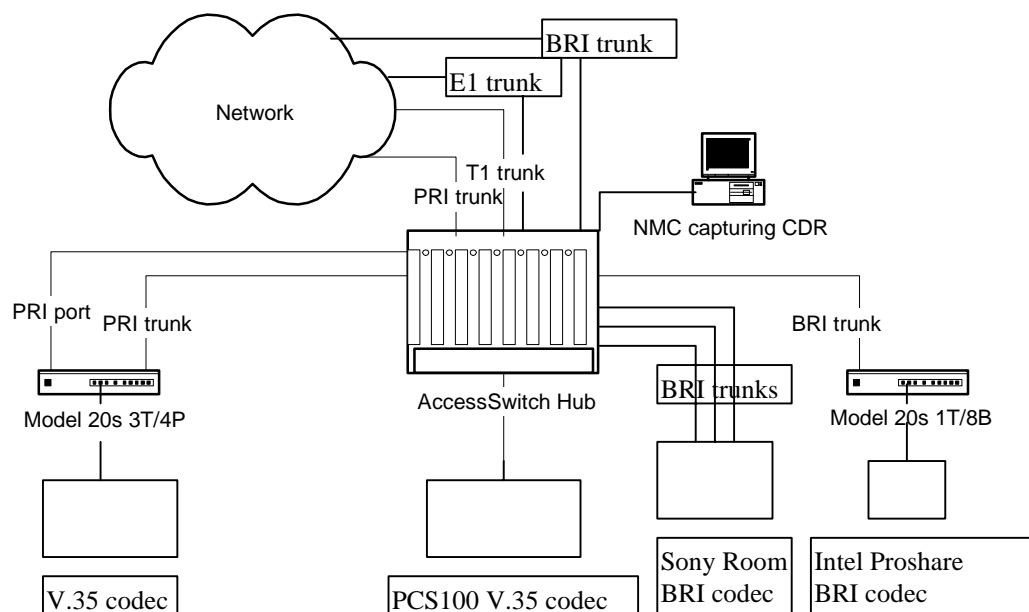 BRI trunk
E1 trunk
Network
T1 trunk
PRI trunk
NMC capturing CDR
PRI port
PRI trunk
BRI trunk
AccessSwitch Hub
BRI trunks
Model 20s 3T/4P
Model 20s 1T/8B
V.35 codec
PCS100 V.35 codec
Sony Room
BRI codec
Intel Proshare
BRI codec